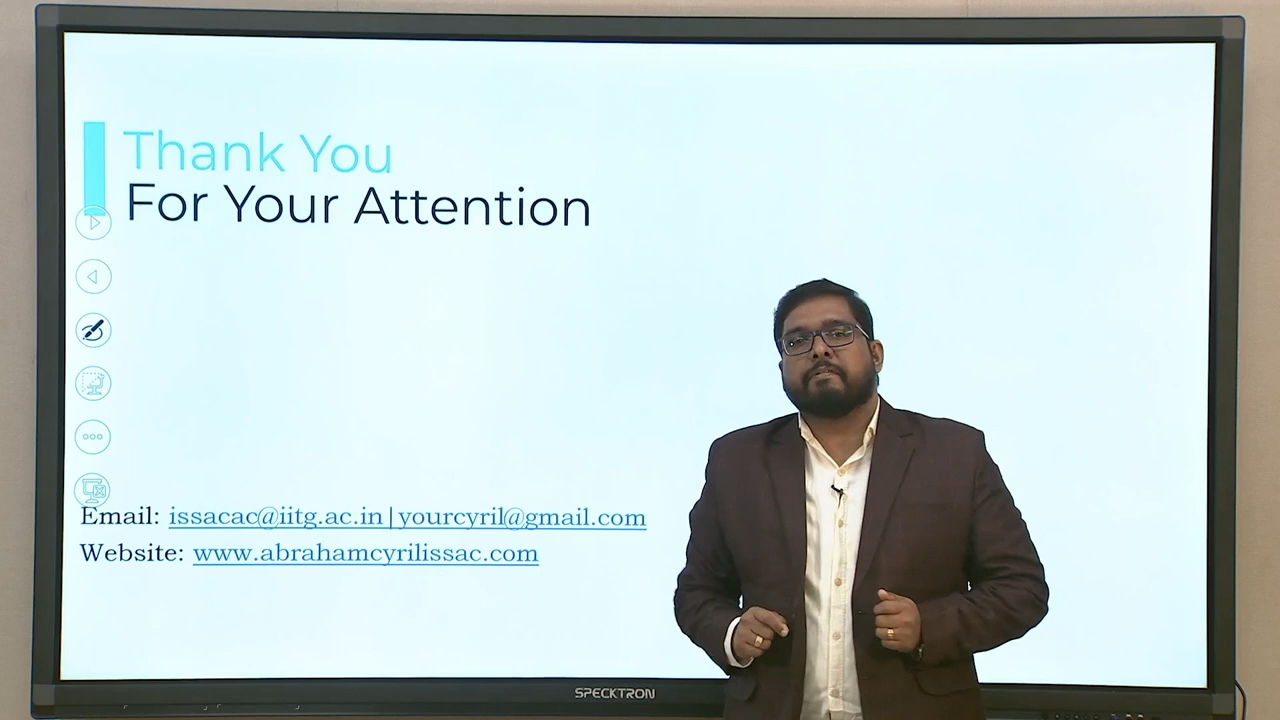 Thank You
For Your Attention
Email: issacac@iitg.ac.in|yourcyril@gmail.com
Website: www.abrahamcyrilissac.com
SPECKTRON